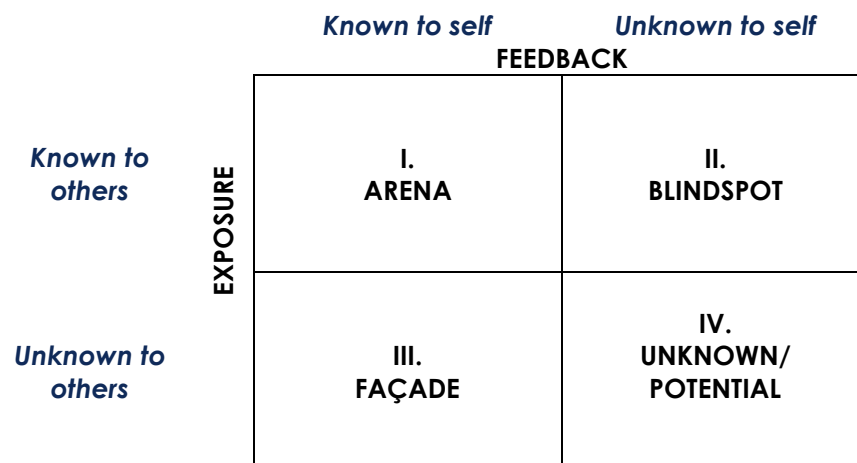 Known to self
Unknown to self
FEEDBACK
Known to
others
EXPOSURE
I.
ARENA
II.
BLINDSPOT
Unknown to
others
III.
FAÇADE
IV.
UNKNOWN/
POTENTIAL